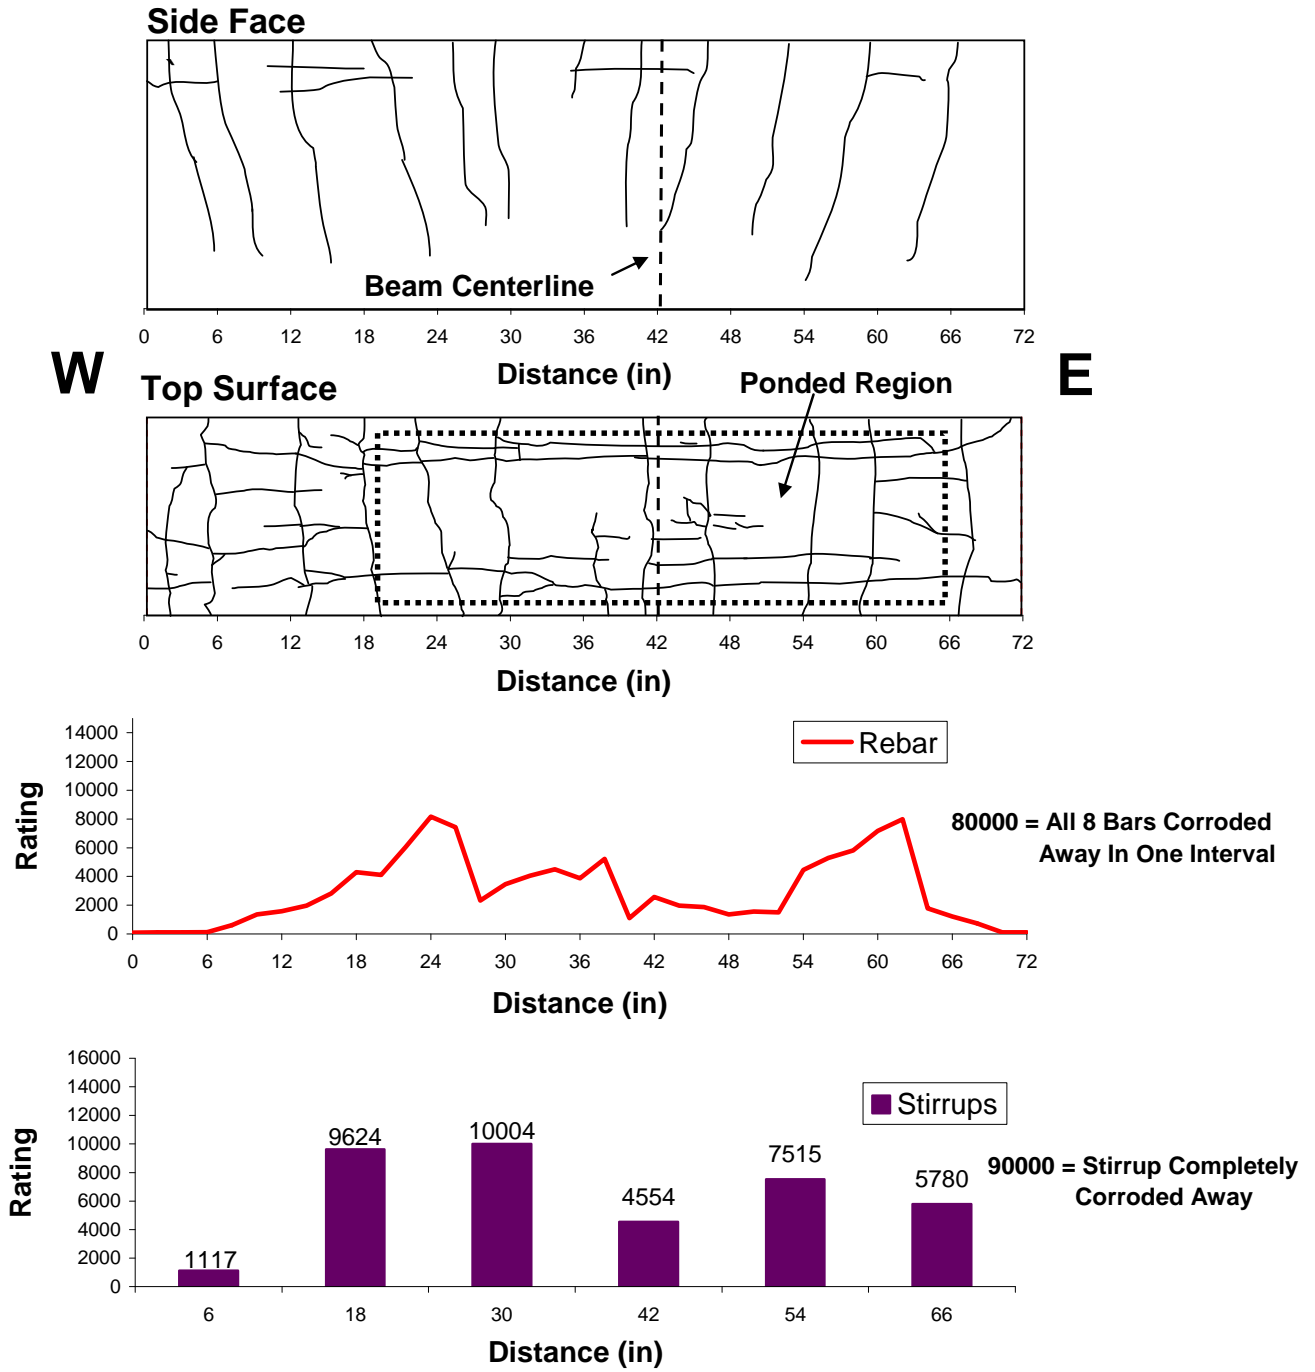 Side Face
Beam Centerline
0 6 12 18 24 30 36 42 48 54 60 66 72
Distance (in)
W
E
Top Surface
Ponded Region
0 6 12 18 24 30 36 42 48 54 60 66 72
Distance (in)
14000
12000
10000
8000
6000
4000
2000
0
Rating
Rebar
80000 = All 8 Bars Corroded
Away In One Interval
0 6 12 18 24 30 36 42 48 54 60 66 72
Distance (in)
16000
14000
12000
10000
8000
6000
4000
2000
0
Rating
Stirrups
1117
9624
10004
4554
7515
5780
90000 = Stirrup Completely
Corroded Away
6 18 30 42 54 66
Distance (in)